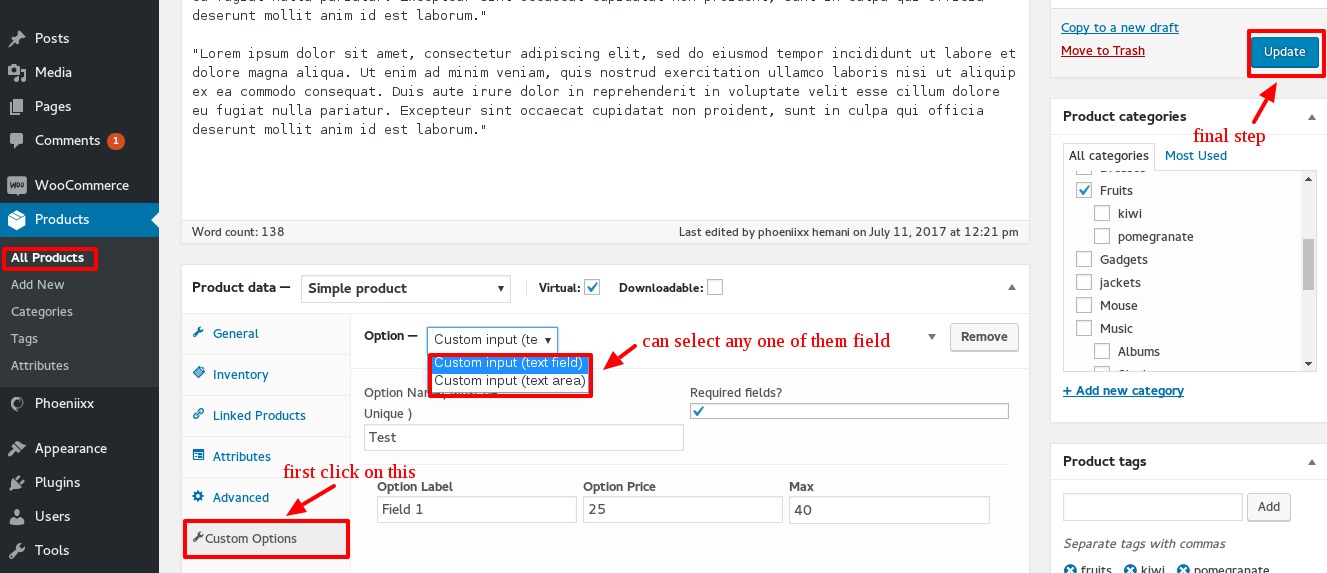 Posts
Media
Pages
Comments 1
WooCommerce
Products
All Products
Add New
Categories
Tags
Attributes
Phoeniixx
Appearance
Plugins
Users
Tools
deserunt mollit anim id est laborum."
"Lorem ipsum dolor sit amet, consectetur adipiscing elit, sed do eiusmod tempor incididunt ut labore et
dolore magna aliqua. Ut enim ad minim veniam, quis nostrud exercitation ullamco laboris nisi ut aliquip
ex ea commodo consequat. Duis aute irure dolor in reprehenderit in voluptate velit esse cillum dolore
eu fugiat nulla pariatur. Excepteur sint occaecat cupidatat non proident, sunt in culpa qui officia
deserunt mollit anim id est laborum."
Word count: 138
Last edited by phoeniixx hemani on July 11, 2017 at 12:21 pm
Product data —
Simple product
Virtual:
Downloadable:
General
Inventory
Linked Products
Attributes
Advanced
Custom Options
first click on this
Option —
Custom input (te
Custom input (text field)
Custom input (text area)
can select any one of them field
Remove
Option Name
Unique )
Test
Required fields?
Option Label
Option Price
Max
Field 1
25
40
Copy to a new draft
Move to Trash
Update
final step
Product categories
All categories
Most Used
Fruits
kiwi
pomegranate
Gadgets
jackets
Mouse
Music
Albums
+ Add new category
Product tags
Add
Separate tags with commas
fruits
kiwi
pomegranate